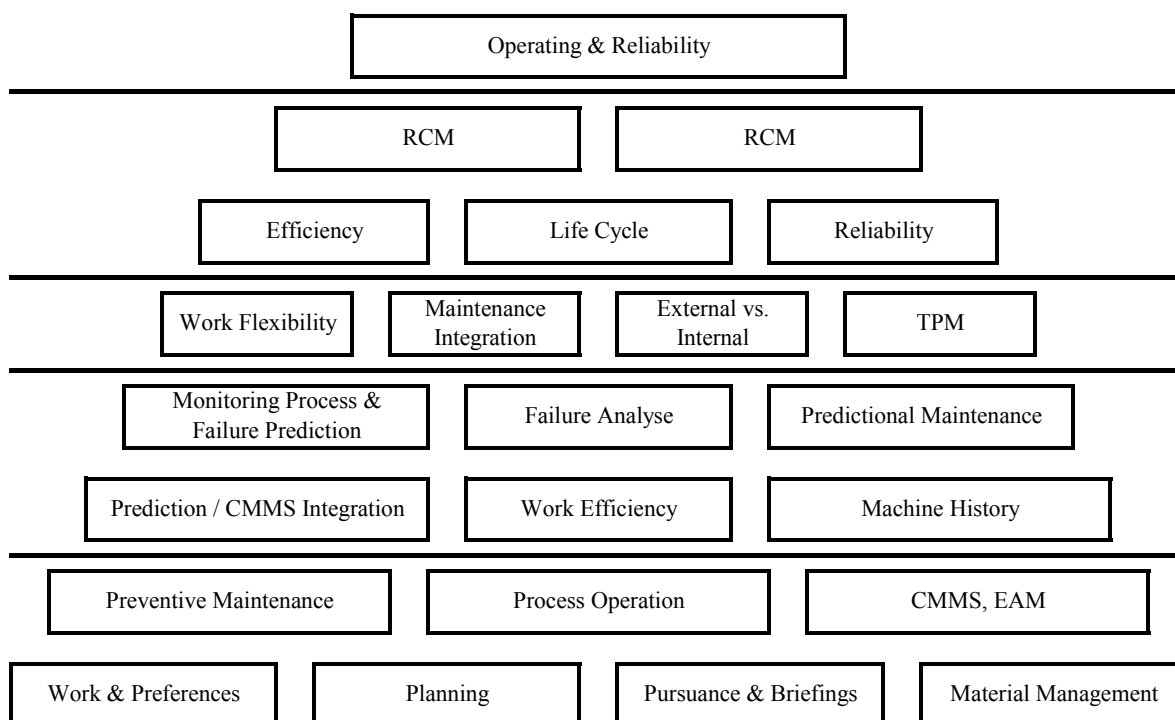 Operating & Reliability
RCM
RCM
Efficiency
Life Cycle
Reliability
Work Flexibility
Maintenance
Integration
External vs.
Internal
TPM
Monitoring Process &
Failure Prediction
Failure Analyse
Predictional Maintenance
Prediction / CMMS Integration
Work Efficiency
Machine History
Preventive Maintenance
Process Operation
CMMS, EAM
Work & Preferences
Planning
Pursuance & Briefings
Material Management